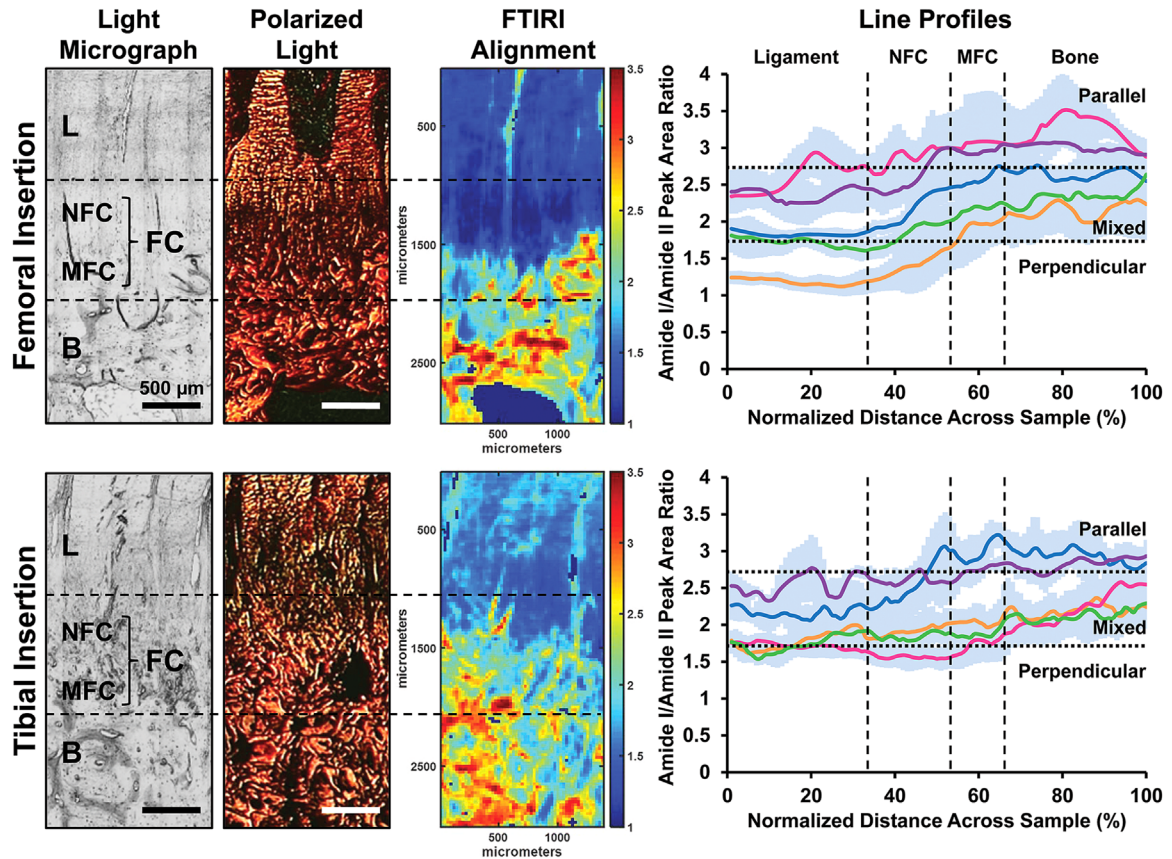 Light
Micrograph
Polarized
Light
FTIRI
Alignment
Line Profiles
Femoral Insertion
L
NFC
FC
MFC
B
500 µm
500
1500
2500
micrometers
500 1000
micrometers
3.5
3
2.5
2
1.5
1
Ligament NFC MFC Bone
Amide I/Amide II Peak Area Ratio
4
3.5
3
2.5
2
1.5
1
0.5
0
Parallel
Mixed
Perpendicular
0 20 40 60 80 100
Normalized Distance Across Sample (%)
Tibial Insertion
L
NFC
FC
MFC
B
500
1500
2500
micrometers
500 1000
micrometers
3.5
3
2.5
2
1.5
1
Amide I/Amide II Peak Area Ratio
4
3.5
3
2.5
2
1.5
1
0.5
0
Parallel
Mixed
Perpendicular
0 20 40 60 80 100
Normalized Distance Across Sample (%)